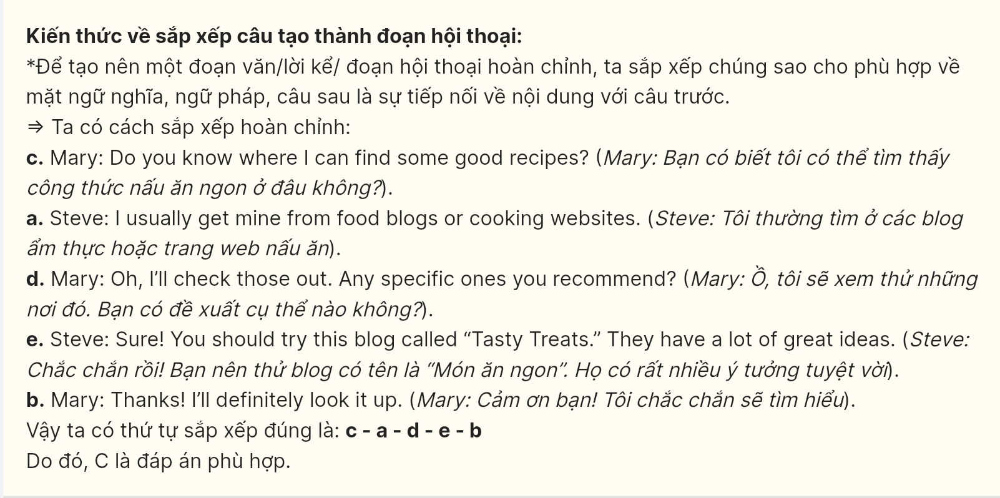 Kiến thức về sắp xếp câu tạo thành đoạn hội thoại:
*Để tạo nên một đoạn văn/lời kể/ đoạn hội thoại hoàn chỉnh, ta sắp xếp chúng sao cho phù hợp về
mặt ngữ nghĩa, ngữ pháp, câu sau là sự tiếp nối về nội dung với câu trước.
⇒ Ta có cách sắp xếp hoàn chỉnh:
c. Mary: Do you know where I can find some good recipes? (Mary: Bạn có biết tôi có thể tìm thấy
công thức nấu ăn ngon ở đâu không?).
a. Steve: I usually get mine from food blogs or cooking websites. (Steve: Tôi thường tìm ở các blog
ẩm thực hoặc trang web nấu ăn).
d. Mary: Oh, I’ll check those out. Any specific ones you recommend? (Mary: Ồ, tôi sẽ xem thử những
nơi đó. Bạn có đề xuất cụ thể nào không?).
e. Steve: Sure! You should try this blog called “Tasty Treats.” They have a lot of great ideas. (Steve:
Chắc chắn rồi! Bạn nên thử blog có tên là “Món ăn ngon”. Họ có rất nhiều ý tưởng tuyệt vời).
b. Mary: Thanks! I’ll definitely look it up. (Mary: Cảm ơn bạn! Tôi chắc chắn sẽ tìm hiểu).
Vậy ta có thứ tự sắp xếp đúng là: c - a - d - e - b
Do đó, C là đáp án phù hợp.